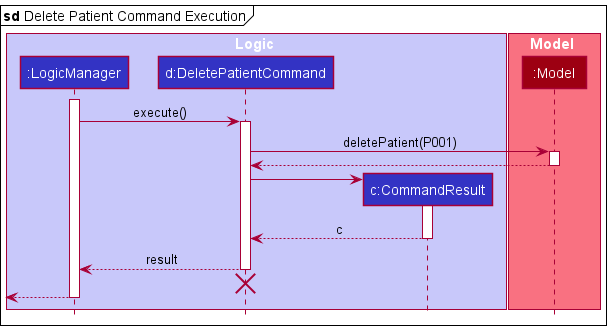 sd Delete Patient Command Execution
Logic
Model
:LogicManager
d:DeletePatientCommand
:Model
execute()
deletePatient(P001)
c:CommandResult
c
result